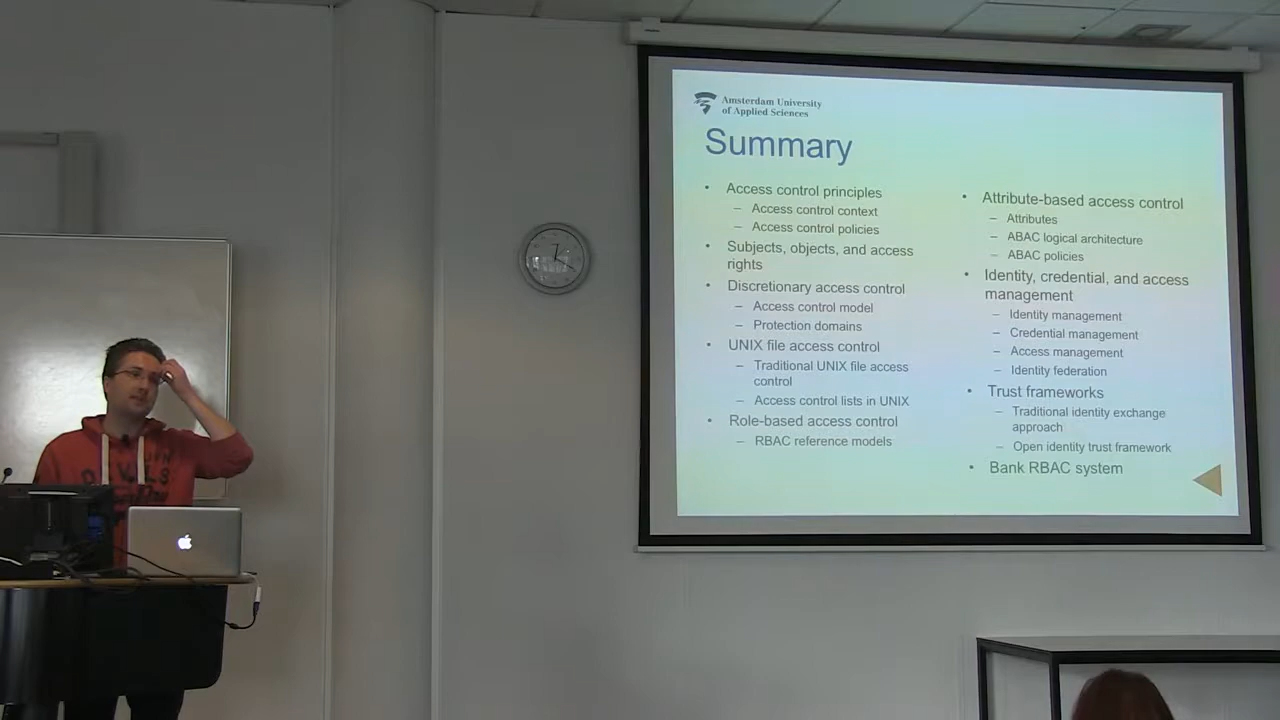 Amsterdam University
of Applied Sciences
Summary
• Access control principles
– Access control context
– Access control policies
• Subjects, objects, and access
rights
• Discretionary access control
– Access control model
– Protection domains
• UNIX file access control
– Traditional UNIX file access
control
– Access control lists in UNIX
• Role-based access control
– RBAC reference models
• Attribute-based access control
– Attributes
– ABAC logical architecture
– ABAC policies
• Identity, credential, and access
management
– Identity management
– Credential management
– Access management
– Identity federation
• Trust frameworks
– Traditional identity exchange
approach
– Open identity trust framework
• Bank RBAC system